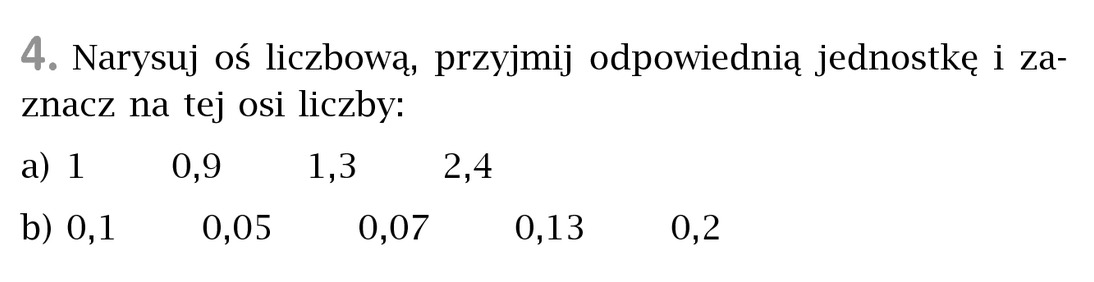 4. Narysuj oś liczbową, przyjmij odpowiednią jednostkę i za-
znacz na tej osi liczby:
a) 1 0,9 1,3 2,4
b) 0,1 0,05 0,07 0,13 0,2